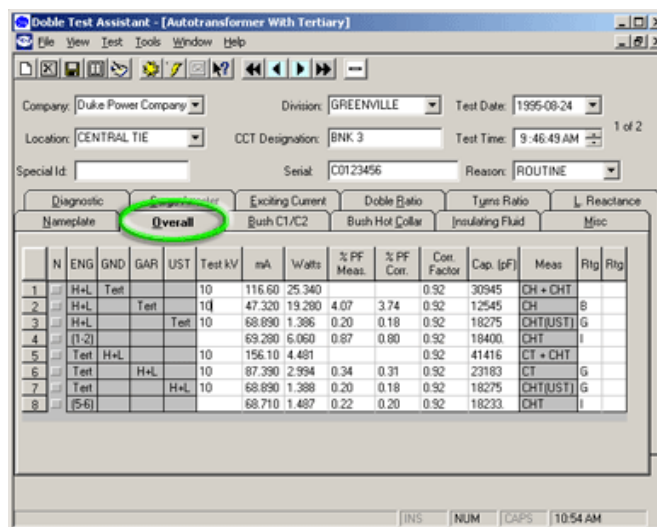 Doble Test Assistant - [Autotransformer With Tertiary]
File View Test Tools Window Help
Company: Duke Power Company Division: GREENVILLE Test Date: 1995-08-24
1 of 2
Location: CENTRAL TIE CCT Designation: BNK 3 Test Time: 9:46:49 AM
Special Id: Serial: C0123456 Reason: ROUTINE
Diagnostic Exciting Current Doble Ratio Turns Ratio L. Reactance
Nameplate Overall Bush C1/C2 Bush Hot Collar Insulating Fluid Misc
N ENG GND GAR UST Test kV mA Watts % PF Meas. % PF Corr. Corr. Factor Cap. (pF) Meas Rtg Rtg
1 H+L Tert 10 116.60 25.340 0.92 30945 CH + CHT
2 H+L Tert 10 47.320 19.280 4.07 3.74 0.92 12545 CH B
3 H+L Tert 10 68.890 1.386 0.20 0.18 0.92 18275 CHT(UST) G
4 (1-2) 69.280 6.060 0.87 0.80 0.92 18400. CHT I
5 Tert H+L 10 156.10 4.481 0.92 41416 CT + CHT
6 Tert H+L 10 87.390 2.994 0.34 0.31 0.92 23183 CT G
7 Tert H+L 10 68.890 1.388 0.20 0.18 0.92 18275 CHT(UST) G
8 (5-6) 68.710 1.487 0.22 0.20 0.92 18233. CHT I
INS NUM CAPS 10:54 AM